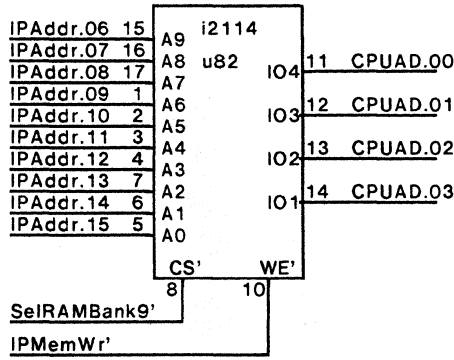 IPAddr.06 15 A9 i2114
IPAddr.07 16 A8 u82
IPAddr.08 17 A7 IO4 11 CPUAD.00
IPAddr.09 1 A6
IPAddr.10 2 A5 IO3 12 CPUAD.01
IPAddr.11 3 A4
IPAddr.12 4 A3 IO2 13 CPUAD.02
IPAddr.13 7 A2
IPAddr.14 6 A1 IO1 14 CPUAD.03
IPAddr.15 5 A0
CS' WE'
8 10
SelRAMBank9'
IPMemWr'